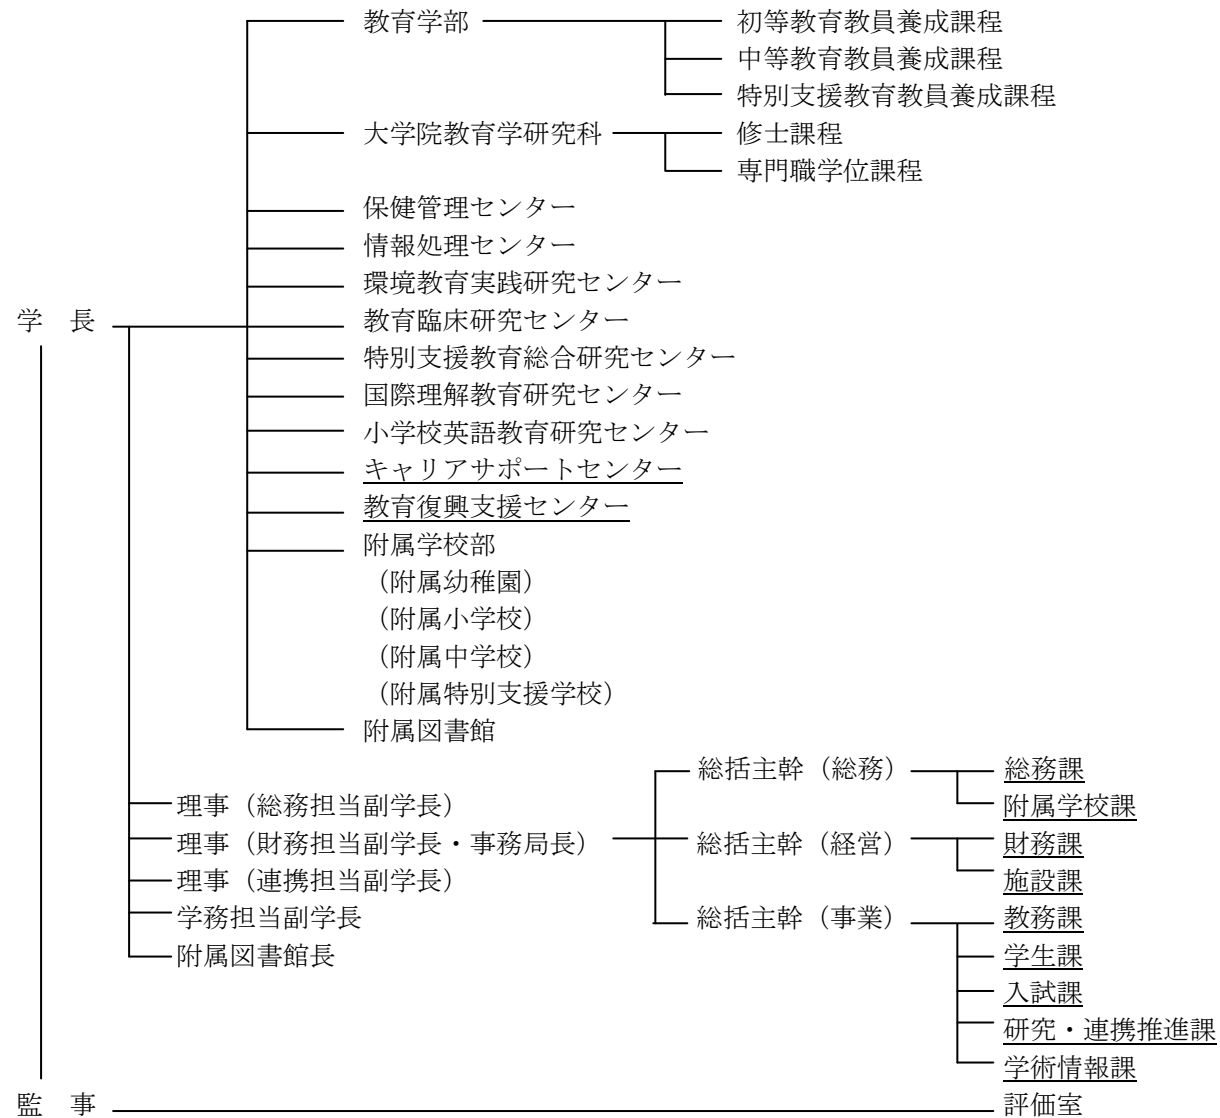 教育学部
初等教育教員養成課程
中等教育教員養成課程
特別支援教育教員養成課程
大学院教育学研究科
修士課程
専門職学位課程
保健管理センター
情報処理センター
環境教育実践研究センター
学　長
教育臨床研究センター
特別支援教育総合研究センター
国際理解教育研究センター
小学校英語教育研究センター
キャリアサポートセンター
教育復興支援センター
附属学校部
（附属幼稚園）
（附属小学校）
（附属中学校）
（附属特別支援学校）
附属図書館
理事（総務担当副学長）
理事（財務担当副学長・事務局長）
理事（連携担当副学長）
学務担当副学長
附属図書館長
総括主幹（総務）
総務課
附属学校課
総括主幹（経営）
財務課
施設課
総括主幹（事業）
教務課
学生課
入試課
研究・連携推進課
学術情報課
監　事
評価室